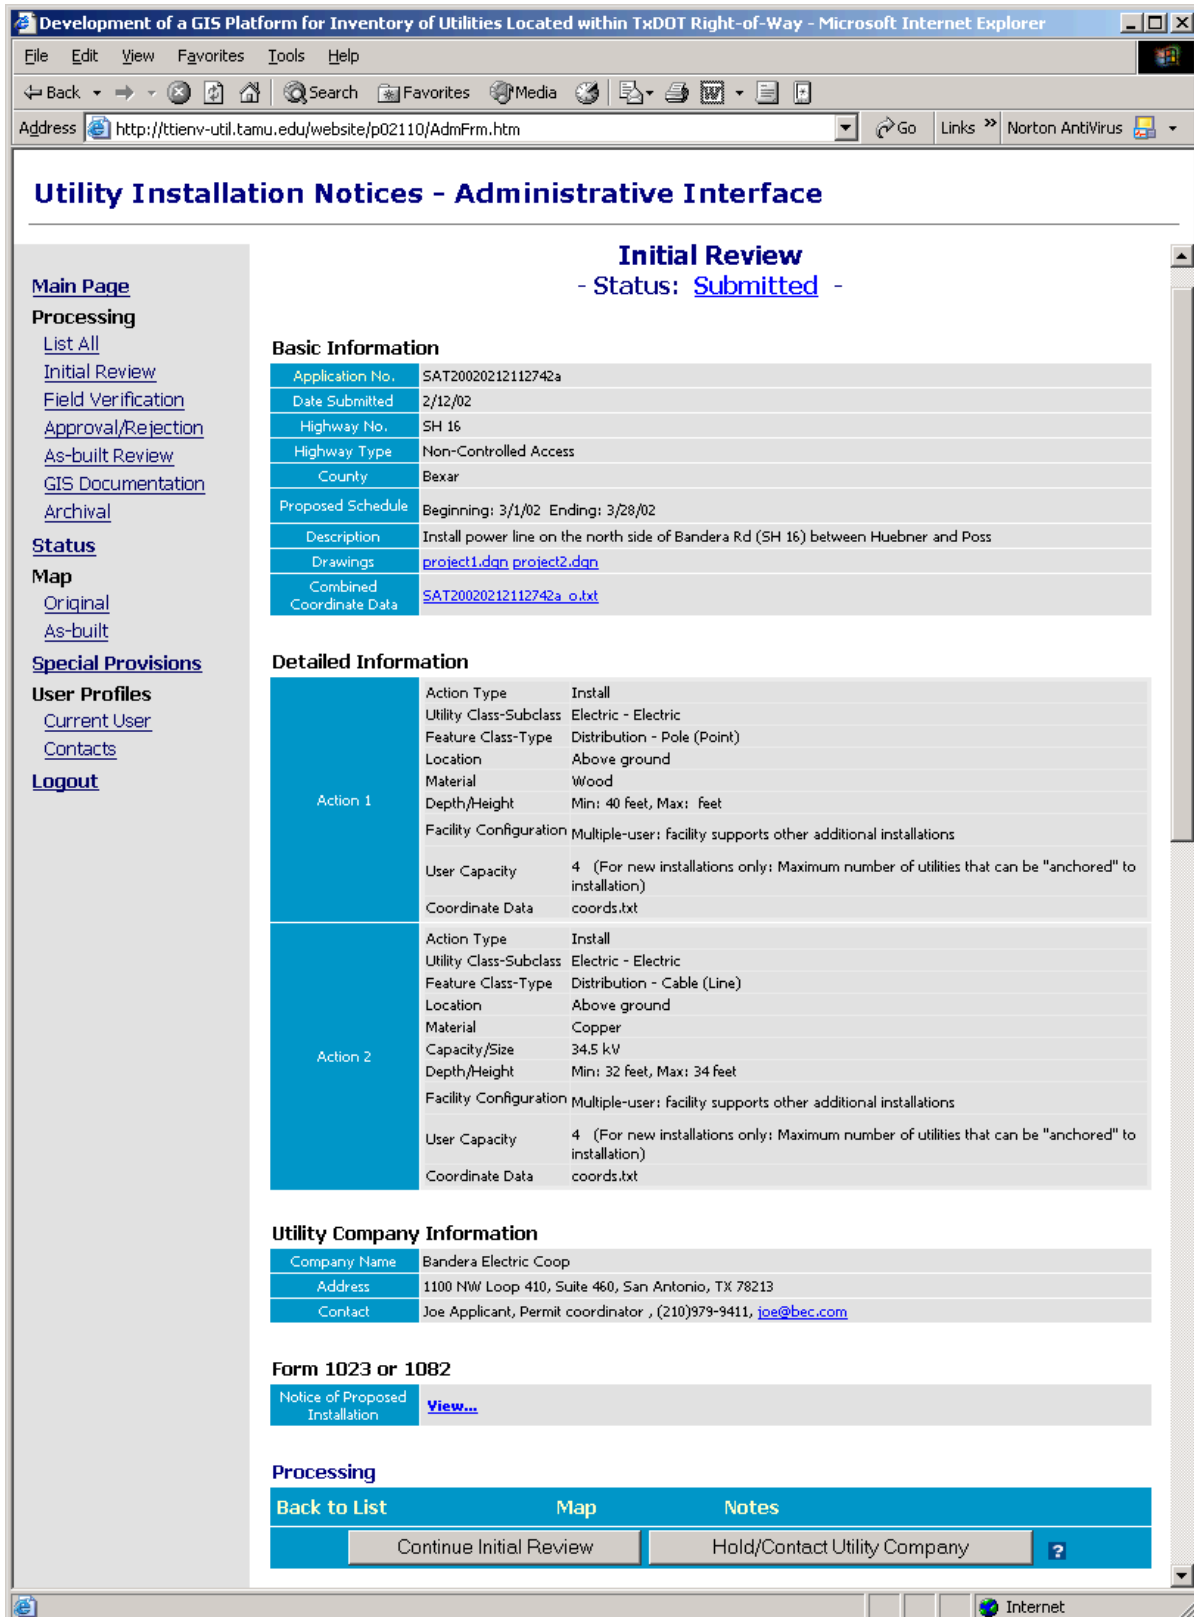 Development of a GIS Platform for Inventory of Utilities Located within TxDOT Right-of-Way - Microsoft Internet Explorer
File Edit View Favorites Tools Help
Back Search Favorites Media
Address http://ttienv-util.tamu.edu/website/p02110/AdmFrm.htm Go Links » Norton AntiVirus
Utility Installation Notices - Administrative Interface
Main Page
Processing
List All
Initial Review
Field Verification
Approval/Rejection
As-built Review
GIS Documentation
Archival
Status
Map
Original
As-built
Special Provisions
User Profiles
Current User
Contacts
Logout
Initial Review
- Status: Submitted -
Basic Information
Application No. SAT20020212112742a
Date Submitted 2/12/02
Highway No. SH 16
Highway Type Non-Controlled Access
County Bexar
Proposed Schedule Beginning: 3/1/02 Ending: 3/28/02
Description Install power line on the north side of Bandera Rd (SH 16) between Huebner and Poss
Drawings project1.dgn project2.dgn
Combined
Coordinate Data SAT20020212112742a_o.txt
Detailed Information
Action 1
Action Type Install
Utility Class-Subclass Electric - Electric
Feature Class-Type Distribution - Pole (Point)
Location Above ground
Material Wood
Depth/Height Min: 40 feet, Max: feet
Facility Configuration Multiple-user: facility supports other additional installations
User Capacity 4 (For new installations only: Maximum number of utilities that can be "anchored" to
installation)
Coordinate Data coords.txt
Action 2
Action Type Install
Utility Class-Subclass Electric - Electric
Feature Class-Type Distribution - Cable (Line)
Location Above ground
Material Copper
Capacity/Size 34.5 kV
Depth/Height Min: 32 feet, Max: 34 feet
Facility Configuration Multiple-user: facility supports other additional installations
User Capacity 4 (For new installations only: Maximum number of utilities that can be "anchored" to
installation)
Coordinate Data coords.txt
Utility Company Information
Company Name Bandera Electric Coop
Address 1100 NW Loop 410, Suite 460, San Antonio, TX 78213
Contact Joe Applicant, Permit coordinator , (210)979-9411, joe@bec.com
Form 1023 or 1082
Notice of Proposed
Installation View...
Processing
Back to List Map Notes
Continue Initial Review Hold/Contact Utility Company ?
Internet